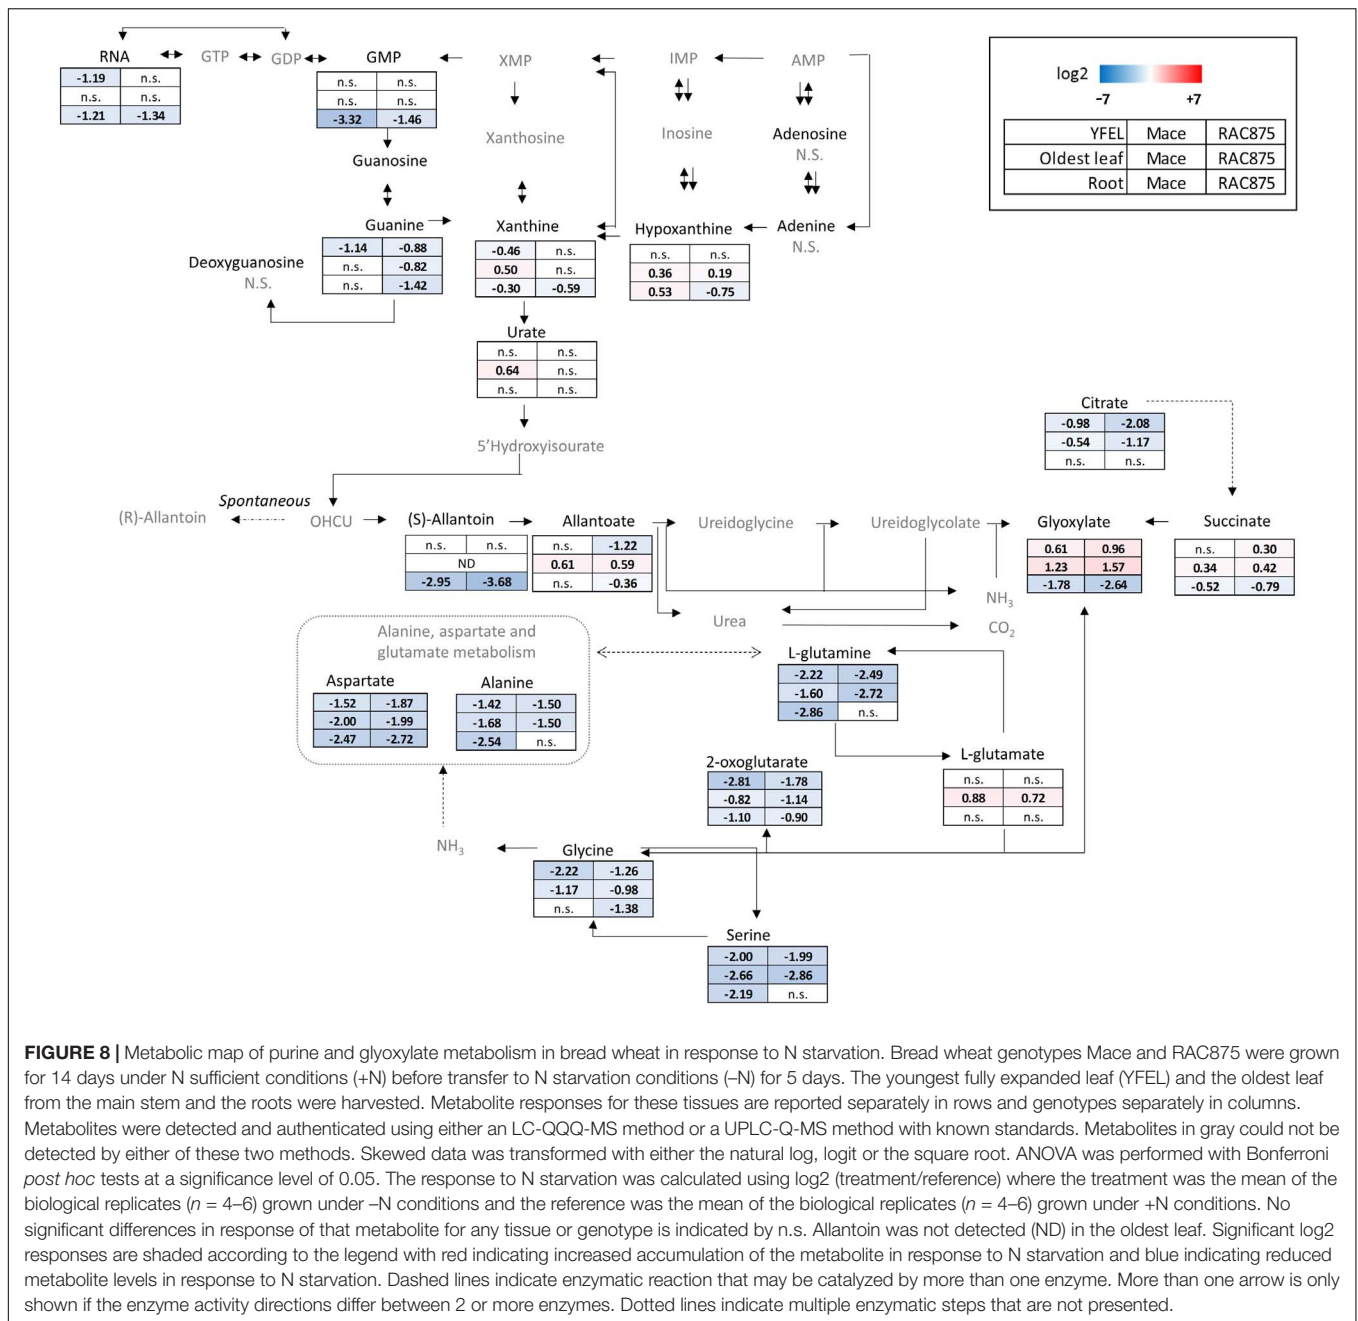 RNA GTP GDP GMP XMP IMP AMP
-1.19 n.s.
n.s. n.s.
-1.21 -1.34
n.s. n.s.
n.s. n.s.
-3.32 -1.46
log2
-7 +7
YFEL Mace RAC875
Oldest leaf Mace RAC875
Root Mace RAC875
Guanosine Xanthosine Inosine Adenosine
N.S.
Guanine Xanthine Hypoxanthine Adenine
N.S.
-1.14 -0.88
n.s. -0.82
n.s. -1.42
-0.46 n.s.
0.50 n.s.
-0.30 -0.59
n.s. n.s.
0.36 0.19
0.53 -0.75
Deoxyguanosine
N.S.
Urate
n.s. n.s.
0.64 n.s.
n.s. n.s.
5'Hydroxyisourate
Citrate
-0.98 -2.08
-0.54 -1.17
n.s. n.s.
Spontaneous
(R)-Allantoin OHCU (S)-Allantoin Allantoate Ureidoglycine Ureidoglycolate Glyoxylate Succinate
n.s. n.s.
ND
-2.95 -3.68
n.s. -1.22
0.61 0.59
n.s. -0.36
0.61 0.96
1.23 1.57
-1.78 -2.64
n.s. 0.30
0.34 0.42
-0.52 -0.79
NH3
Urea CO2
Alanine, aspartate and
glutamate metabolism
Aspartate
-1.52 -1.87
-2.00 -1.99
-2.47 -2.72
Alanine
-1.42 -1.50
-1.68 -1.50
-2.54 n.s.
L-glutamine
-2.22 -2.49
-1.60 -2.72
-2.86 n.s.
2-oxoglutarate
-2.81 -1.78
-0.82 -1.14
-1.10 -0.90
L-glutamate
n.s. n.s.
0.88 0.72
n.s. n.s.
NH3 Glycine
-2.22 -1.26
-1.17 -0.98
n.s. -1.38
Serine
-2.00 -1.99
-2.66 -2.86
-2.19 n.s.
FIGURE 8 | Metabolic map of purine and glyoxylate metabolism in bread wheat in response to N starvation. Bread wheat genotypes Mace and RAC875 were grown
for 14 days under N sufficient conditions (+N) before transfer to N starvation conditions (–N) for 5 days. The youngest fully expanded leaf (YFEL) and the oldest leaf
from the main stem and the roots were harvested. Metabolite responses for these tissues are reported separately in rows and genotypes separately in columns.
Metabolites were detected and authenticated using either an LC-QQQ-MS method or a UPLC-Q-MS method with known standards. Metabolites in gray could not be
detected by either of these two methods. Skewed data was transformed with either the natural log, logit or the square root. ANOVA was performed with Bonferroni
post hoc tests at a significance level of 0.05. The response to N starvation was calculated using log2 (treatment/reference) where the treatment was the mean of the
biological replicates (n = 4–6) grown under –N conditions and the reference was the mean of the biological replicates (n = 4–6) grown under +N conditions. No
significant differences in response of that metabolite for any tissue or genotype is indicated by n.s. Allantoin was not detected (ND) in the oldest leaf. Significant log2
responses are shaded according to the legend with red indicating increased accumulation of the metabolite in response to N starvation and blue indicating reduced
metabolite levels in response to N starvation. Dashed lines indicate enzymatic reaction that may be catalyzed by more than one enzyme. More than one arrow is only
shown if the enzyme activity directions differ between 2 or more enzymes. Dotted lines indicate multiple enzymatic steps that are not presented.